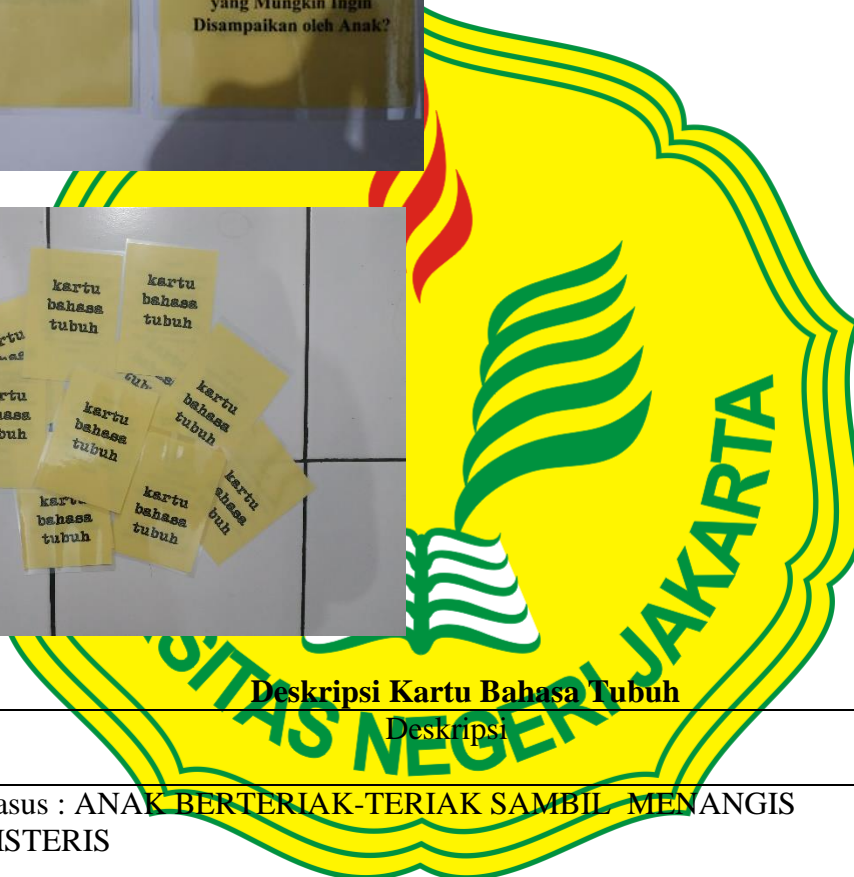 yang Mungkin Ingin
Disampaikan oleh Anak?
kartu
bahasa
tubuh
kartu
bahasa
tubuh
kartu
bahasa
tubuh
kartu
bahasa
tubuh
kartu
bahasa
tubuh
kartu
bahasa
tubuh
bahasa
tubuh
SITAS NEGERI JAKARTA
Deskripsi Kartu Bahasa Tubuh
Deskripsi
asus : ANAK BERTERIAK-TERIAK SAMBIL MENANGIS
ISTERIS